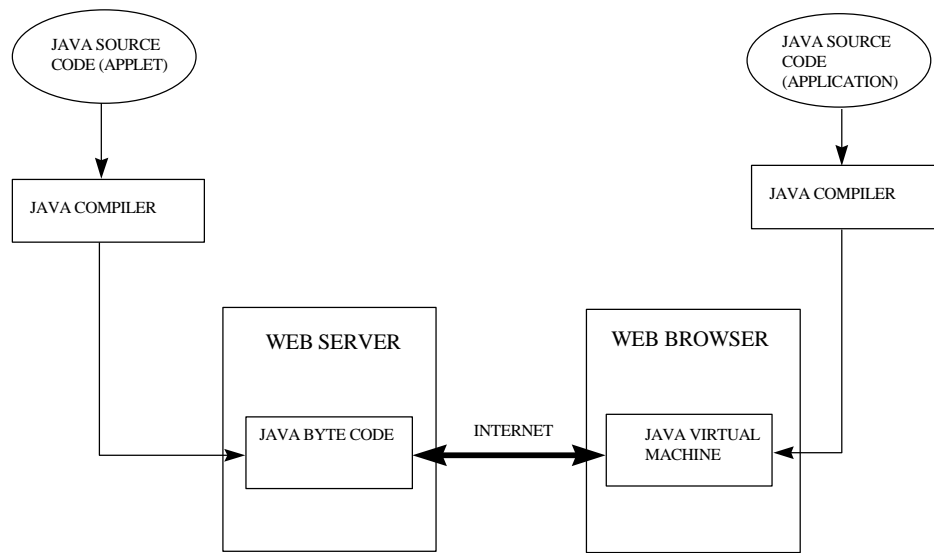 JAVA SOURCE
CODE (APPLET)
JAVA SOURCE
CODE
(APPLICATION)
JAVA COMPILER
JAVA COMPILER
WEB SERVER
WEB BROWSER
JAVA BYTE CODE
INTERNET
JAVA VIRTUAL
MACHINE